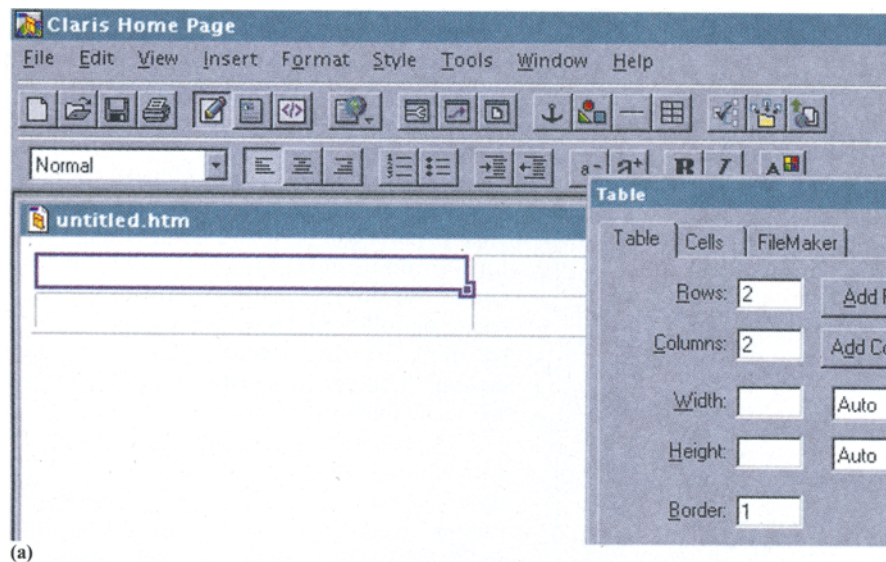 Claris Home Page
File Edit View Insert Format Style Tools Window Help
Normal
a- a+ B I A
Table
untitled.htm
Table Cells FileMaker
Rows: 2
Columns: 2
Width: Auto
Height: Auto
Border: 1
(a)